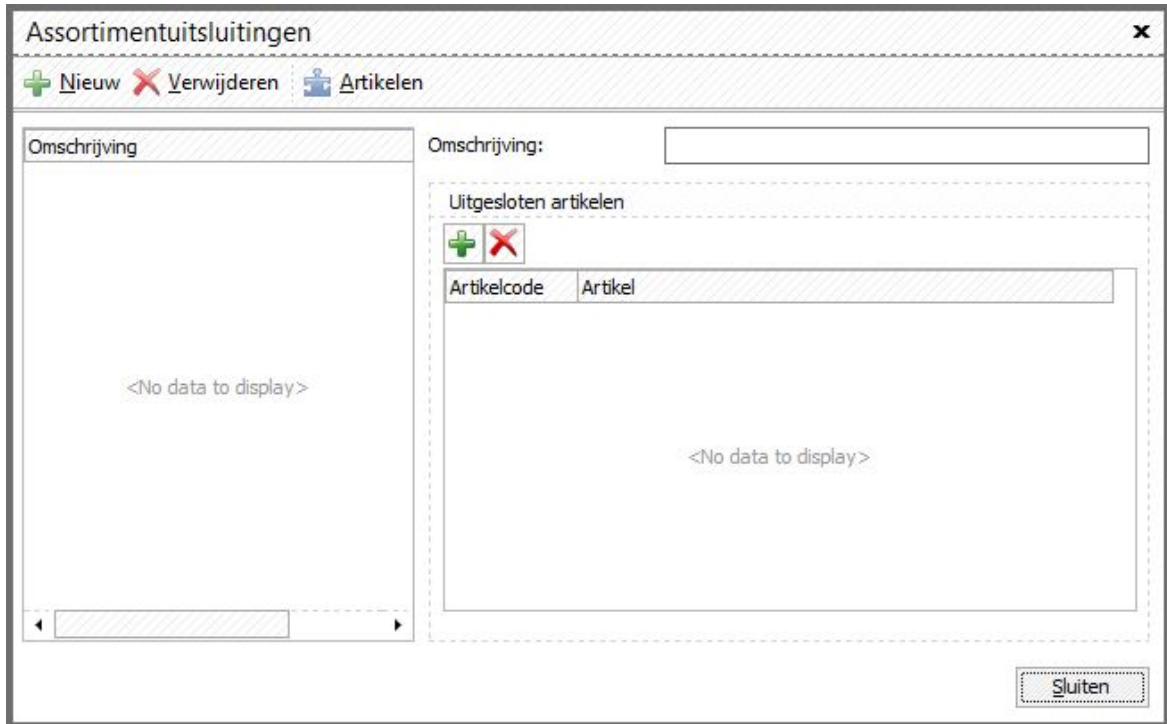 Assortimentuitsluitingen
Nieuw Verwijderen Artikelen
Omschrijving
Omschrijving:
Uitgesloten artikelen
Artikelcode Artikel
<No data to display>
<No data to display>
Sluiten